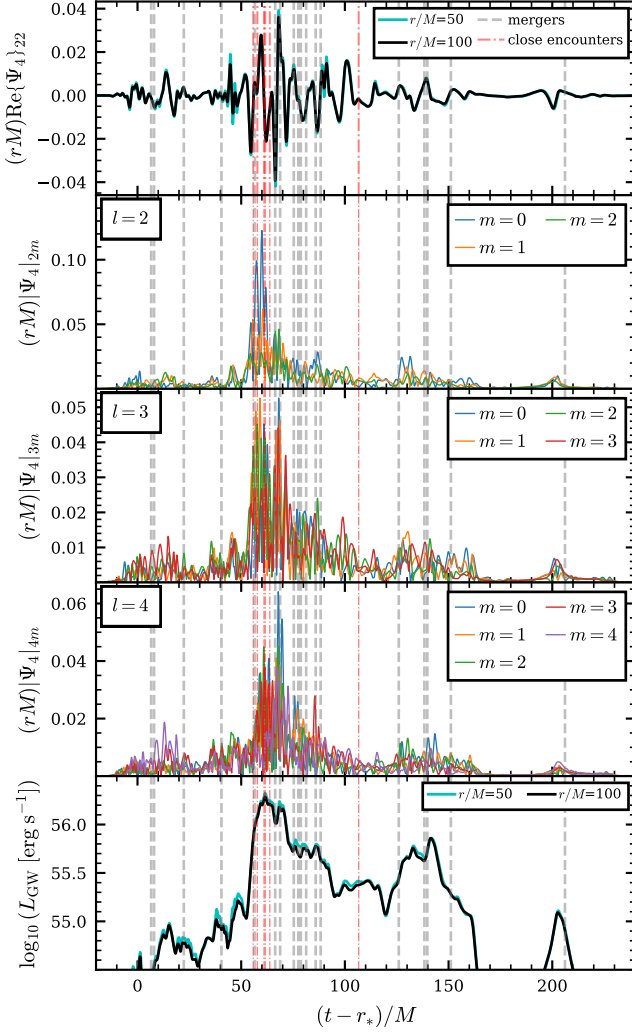 (rM)Re{Ψ₄}₂₂
0.04
0.02
0.00
−0.02
−0.04
r/M=50
r/M=100
mergers
close encounters
(rM)|Ψ₄|₂ₘ
l = 2
0.10
0.05
m = 0
m = 1
m = 2
(rM)|Ψ₄|₃ₘ
l = 3
0.05
0.04
0.03
0.02
0.01
m = 0
m = 1
m = 2
m = 3
(rM)|Ψ₄|₄ₘ
l = 4
0.06
0.04
0.02
m = 0
m = 1
m = 2
m = 3
m = 4
log₁₀(L_GW [erg s⁻¹])
56.0
55.5
55.0
r/M=50
r/M=100
0
50
100
150
200
(t − r*)/M